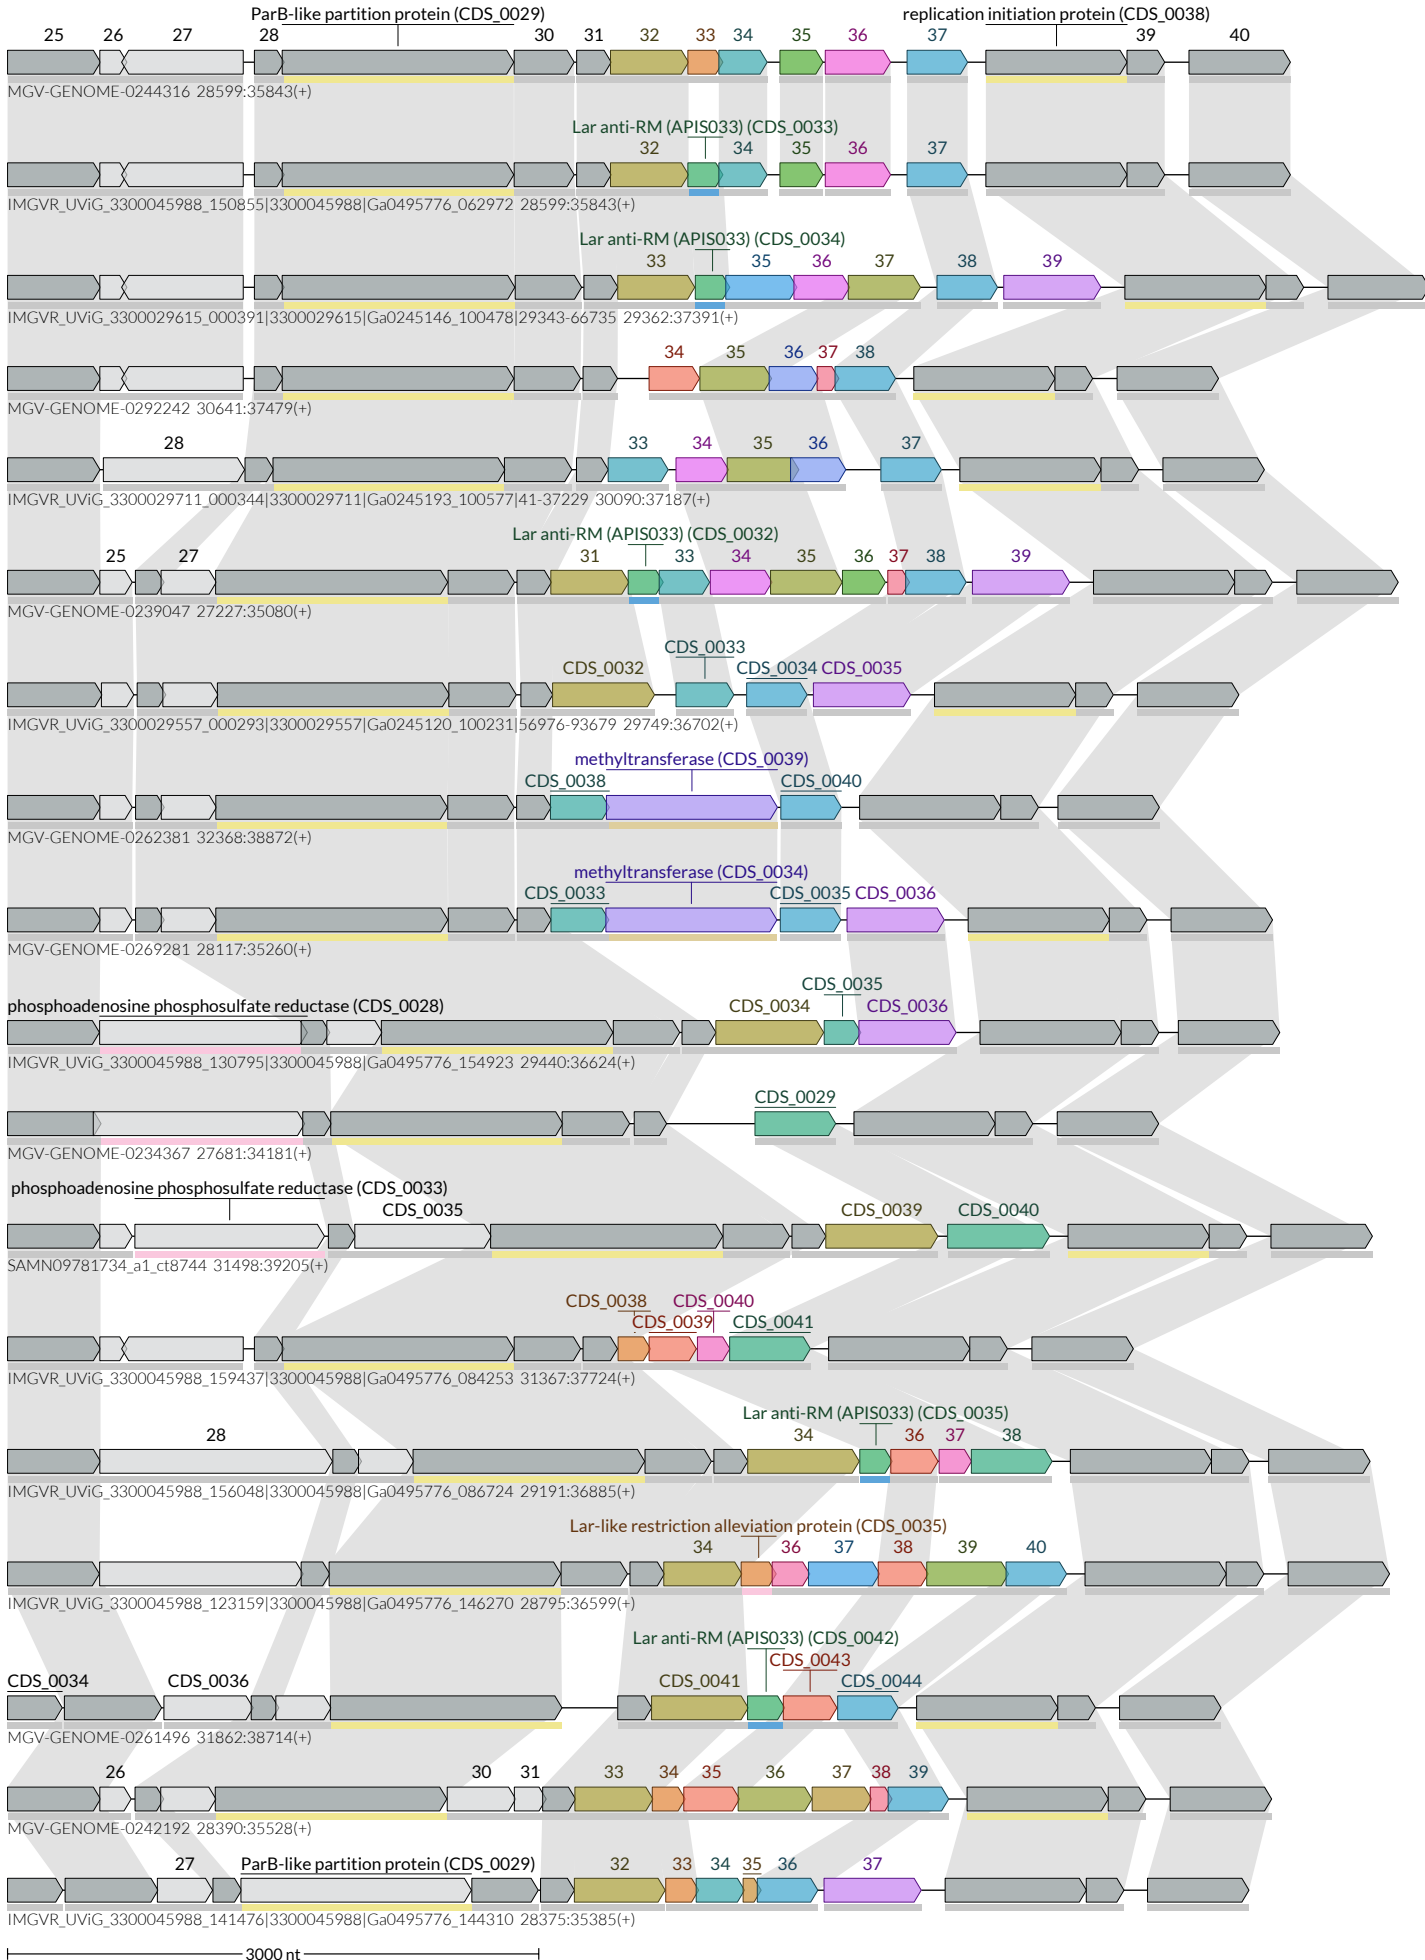 ParB-like partition protein (CDS_0029) replication initiation protein (CDS_0038)
25 26 27 28 30 31 32 33 34 35 36 37 39 40
MGV-GENOME-0244316 28599:35843(+)
Lar anti-RM (APIS033) (CDS_0033)
32 34 35 36 37
IMGVR_UViG_3300045988_150855|3300045988|Ga0495776_062972 28599:35843(+)
Lar anti-RM (APIS033) (CDS_0034)
33 35 36 37 38 39
IMGVR_UViG_3300029615_000391|3300029615|Ga0245146_100478|29343-66735 29362:37391(+)
34 35 36 37 38
MGV-GENOME-0292242 30641:37479(+)
28 33 34 35 36 37
IMGVR_UViG_3300029711_000344|3300029711|Ga0245193_100577|41-37229 30090:37187(+)
Lar anti-RM (APIS033) (CDS_0032)
25 27 31 33 34 35 36 37 38 39
MGV-GENOME-0239047 27227:35080(+)
CDS_0033
CDS_0032 CDS_0034 CDS_0035
IMGVR_UViG_3300029557_000293|3300029557|Ga0245120_100231|56976-93679 29749:36702(+)
methyltransferase (CDS_0039)
CDS_0038 CDS_0040
MGV-GENOME-0262381 32368:38872(+)
methyltransferase (CDS_0034)
CDS_0033 CDS_0035 CDS_0036
MGV-GENOME-0269281 28117:35260(+)
CDS_0035
phosphoadenosine phosphosulfate reductase (CDS_0028) CDS_0034 CDS_0036
IMGVR_UViG_3300045988_130795|3300045988|Ga0495776_154923 29440:36624(+)
CDS_0029
MGV-GENOME-0234367 27681:34181(+)
phosphoadenosine phosphosulfate reductase (CDS_0033)
CDS_0035 CDS_0039 CDS_0040
SAMN09781734_a1_ct8744 31498:39205(+)
CDS_0038 CDS_0040
CDS_0039 CDS_0041
IMGVR_UViG_3300045988_159437|3300045988|Ga0495776_084253 31367:37724(+)
Lar anti-RM (APIS033) (CDS_0035)
28 34 36 37 38
IMGVR_UViG_3300045988_156048|3300045988|Ga0495776_086724 29191:36885(+)
Lar-like restriction alleviation protein (CDS_0035)
34 36 37 38 39 40
IMGVR_UViG_3300045988_123159|3300045988|Ga0495776_146270 28795:36599(+)
Lar anti-RM (APIS033) (CDS_0042)
CDS_0043
CDS_0034 CDS_0036 CDS_0041 CDS_0044
MGV-GENOME-0261496 31862:38714(+)
26 30 31 33 34 35 36 37 38 39
MGV-GENOME-0242192 28390:35528(+)
27 ParB-like partition protein (CDS_0029) 32 33 34 35 36 37
IMGVR_UViG_3300045988_141476|3300045988|Ga0495776_144310 28375:35385(+)
3000 nt